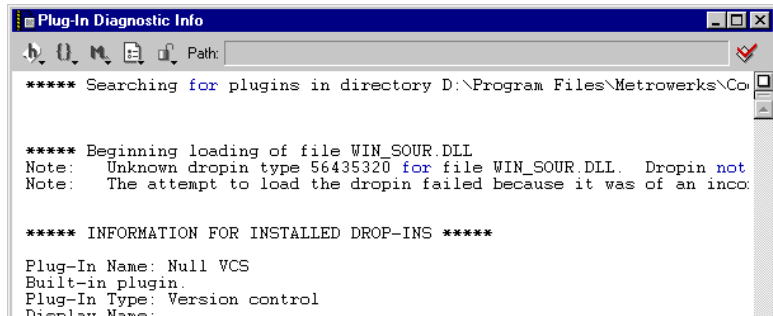 Plug-In Diagnostic Info
h {} M Path:
***** Searching for plugins in directory D:\Program Files\Metrowerks\Co
***** Beginning loading of file WIN_SOUR.DLL
Note: Unknown dropin type 56435320 for file WIN_SOUR.DLL. Dropin not
Note: The attempt to load the dropin failed because it was of an inco
***** INFORMATION FOR INSTALLED DROP-INS *****
Plug-In Name: Null VCS
Built-in plugin.
Plug-In Type: Version control
Display Name: